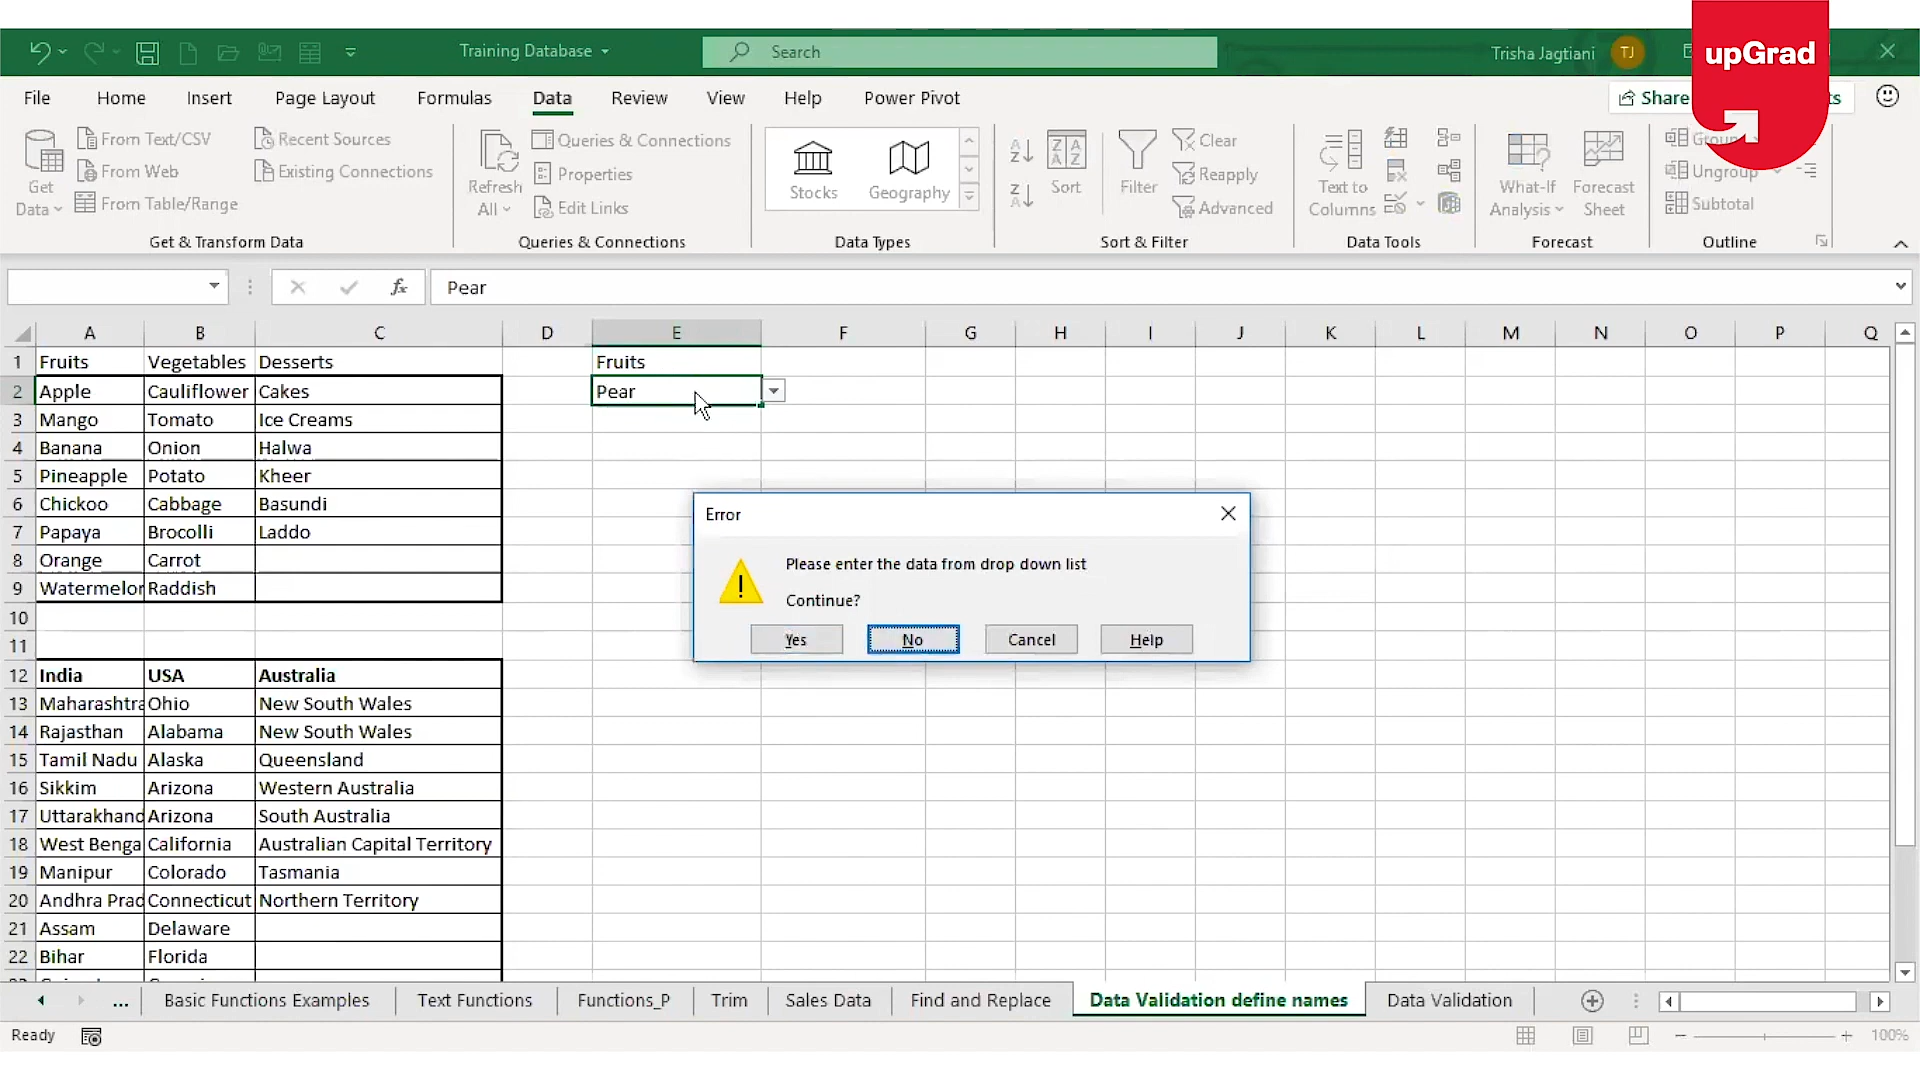 Training Database
Search
Trisha Jagtiani
TJ
upGrad
File Home Insert Page Layout Formulas Data Review View Help Power Pivot
Share
Get Data
From Text/CSV
From Web
From Table/Range
Recent Sources
Existing Connections
Get & Transform Data
Refresh All
Queries & Connections
Properties
Edit Links
Queries & Connections
Stocks
Geography
Data Types
Sort
Filter
Clear
Reapply
Advanced
Sort & Filter
Text to Columns
Data Tools
What-If Analysis
Forecast Sheet
Forecast
Ungroup
Subtotal
Outline
fx Pear
A B C D E F G H I J K L M N O P Q
1 Fruits Vegetables Desserts Fruits
2 Apple Cauliflower Cakes Pear
3 Mango Tomato Ice Creams
4 Banana Onion Halwa
5 Pineapple Potato Kheer
6 Chickoo Cabbage Basundi
7 Papaya Brocolli Laddo
8 Orange Carrot
9 Watermelor Raddish
10
11
12 India USA Australia
13 Maharashtra Ohio New South Wales
14 Rajasthan Alabama New South Wales
15 Tamil Nadu Alaska Queensland
16 Sikkim Arizona Western Australia
17 Uttarakhand Arizona South Australia
18 West Benga California Australian Capital Territory
19 Manipur Colorado Tasmania
20 Andhra Prad Connecticut Northern Territory
21 Assam Delaware
22 Bihar Florida
Error
Please enter the data from drop down list
Continue?
Yes No Cancel Help
... Basic Functions Examples Text Functions Functions_P Trim Sales Data Find and Replace Data Validation define names Data Validation
Ready
100%